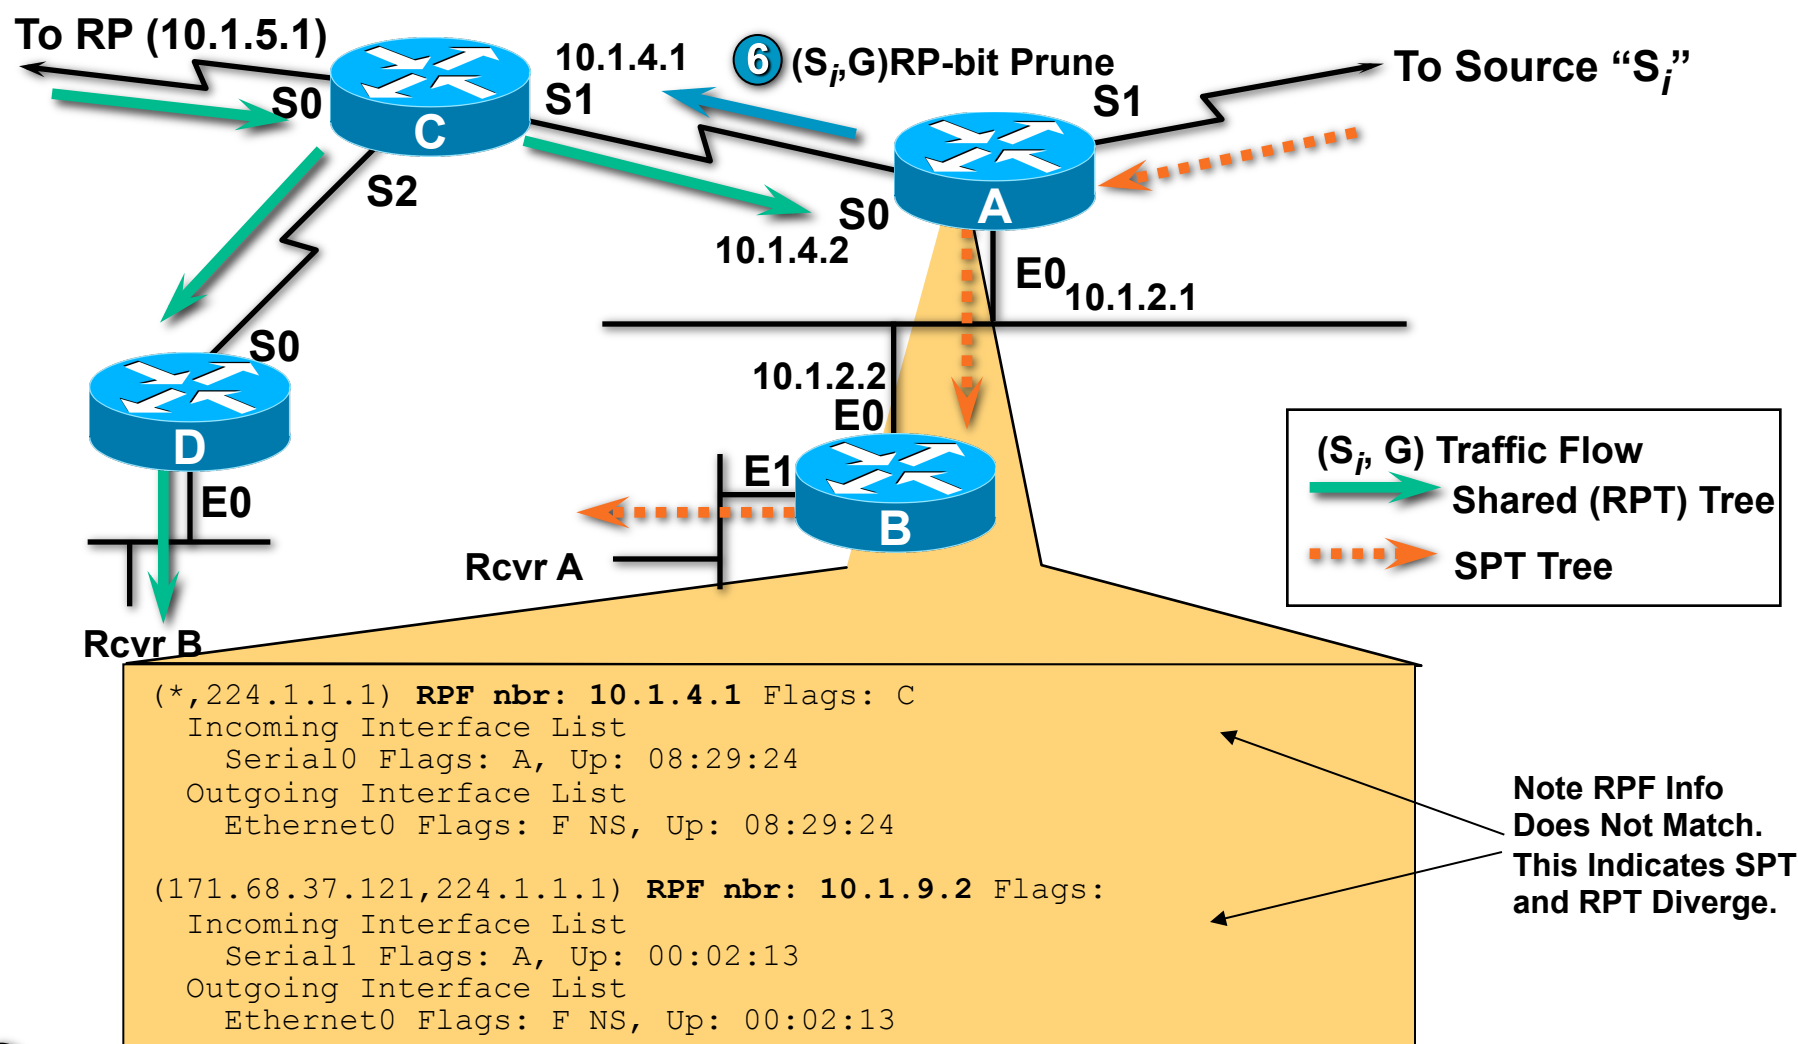 To RP (10.1.5.1)
10.1.4.1
6 (Si,G)RP-bit Prune
To Source “Si”
S0
S1
S1
C
A
S2
S0
10.1.4.2
E0
10.1.2.1
S0
10.1.2.2
E0
D
E1
E0
B
Rcvr A
Rcvr B
(Si, G) Traffic Flow
Shared (RPT) Tree
SPT Tree
(*,224.1.1.1) RPF nbr: 10.1.4.1 Flags: C
Incoming Interface List
Serial0 Flags: A, Up: 08:29:24
Outgoing Interface List
Ethernet0 Flags: F NS, Up: 08:29:24
(171.68.37.121,224.1.1.1) RPF nbr: 10.1.9.2 Flags:
Incoming Interface List
Serial1 Flags: A, Up: 00:02:13
Outgoing Interface List
Ethernet0 Flags: F NS, Up: 00:02:13
Note RPF Info
Does Not Match.
This Indicates SPT
and RPT Diverge.